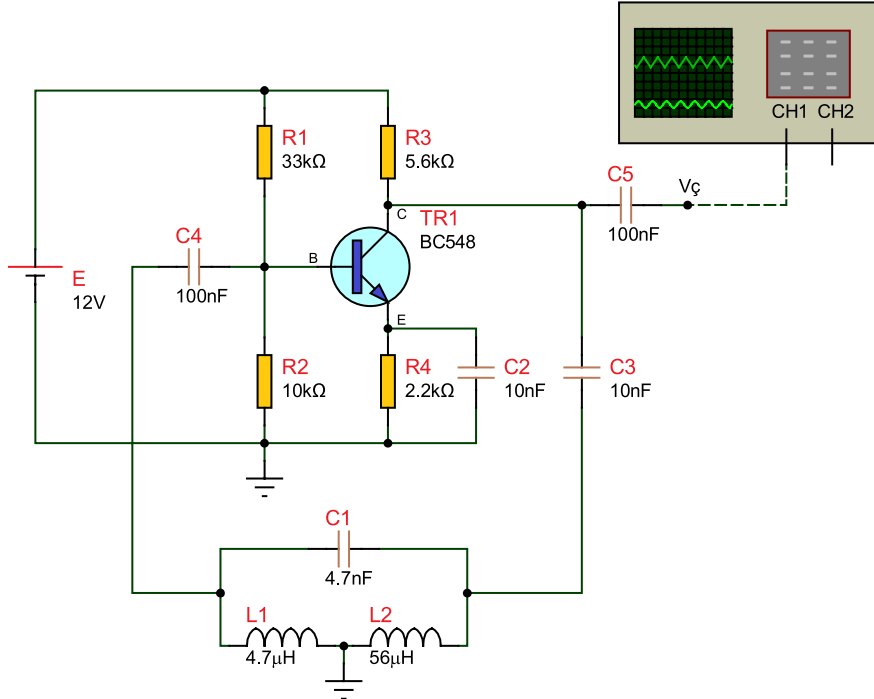 CH1 CH2
R1
33kΩ
R3
5.6kΩ
C5
100nF
Vç
C
TR1
BC548
C4
100nF
B
E
12V
E
R2
10kΩ
R4
2.2kΩ
C2
10nF
C3
10nF
C1
4.7nF
L1
4.7µH
L2
56µH